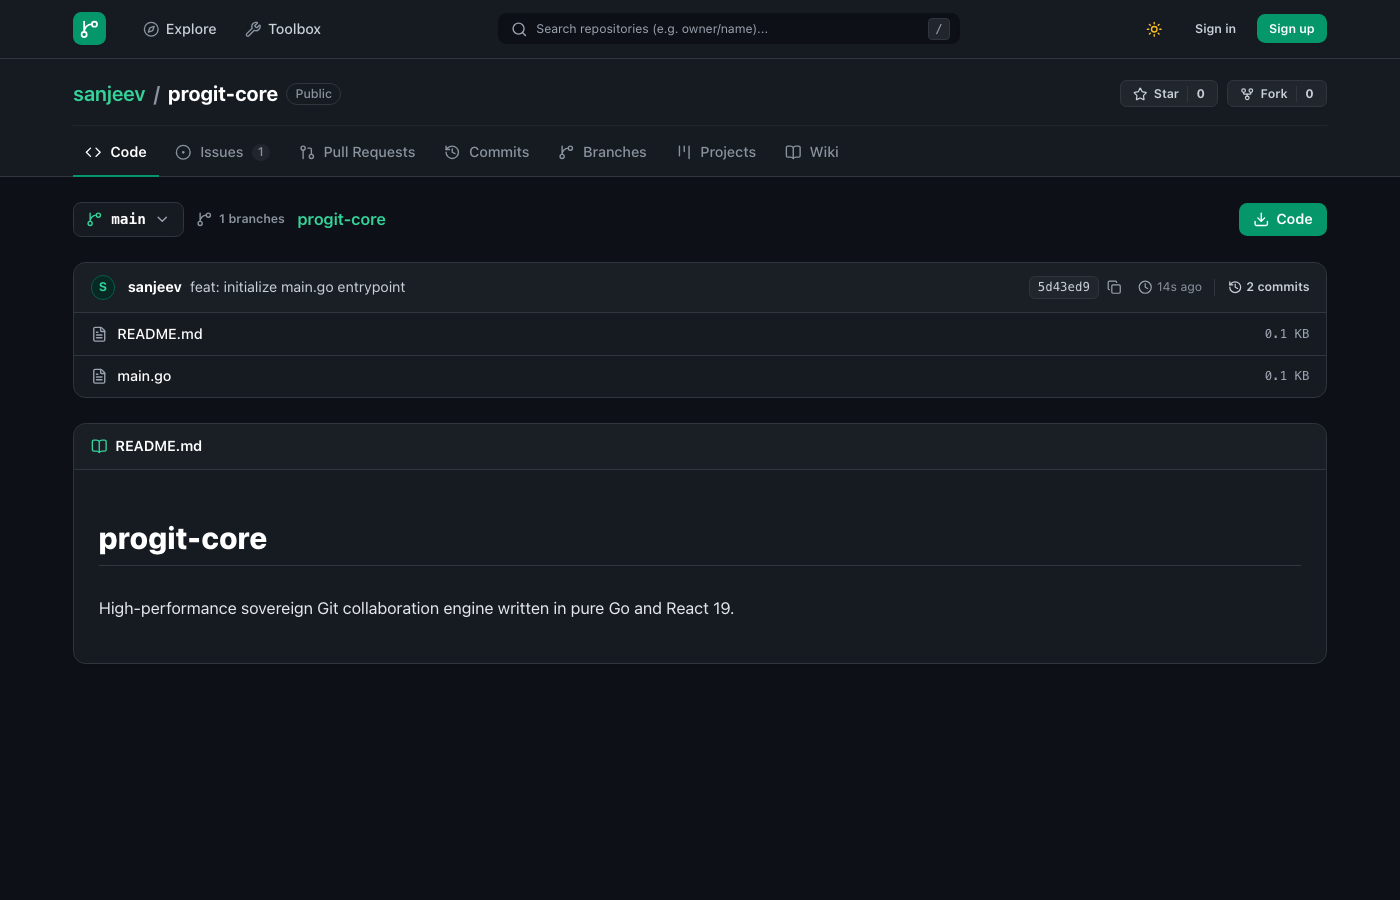 Explore Toolbox Search repositories (e.g. owner/name)... / Sign in Sign up
sanjeev / progit-core Public Star 0 Fork 0
Code Issues 1 Pull Requests Commits Branches Projects Wiki
main 1 branches progit-core Code
S sanjeev feat: initialize main.go entrypoint 5d43ed9 14s ago 2 commits
README.md 0.1 KB
main.go 0.1 KB
README.md
progit-core
High-performance sovereign Git collaboration engine written in pure Go and React 19.